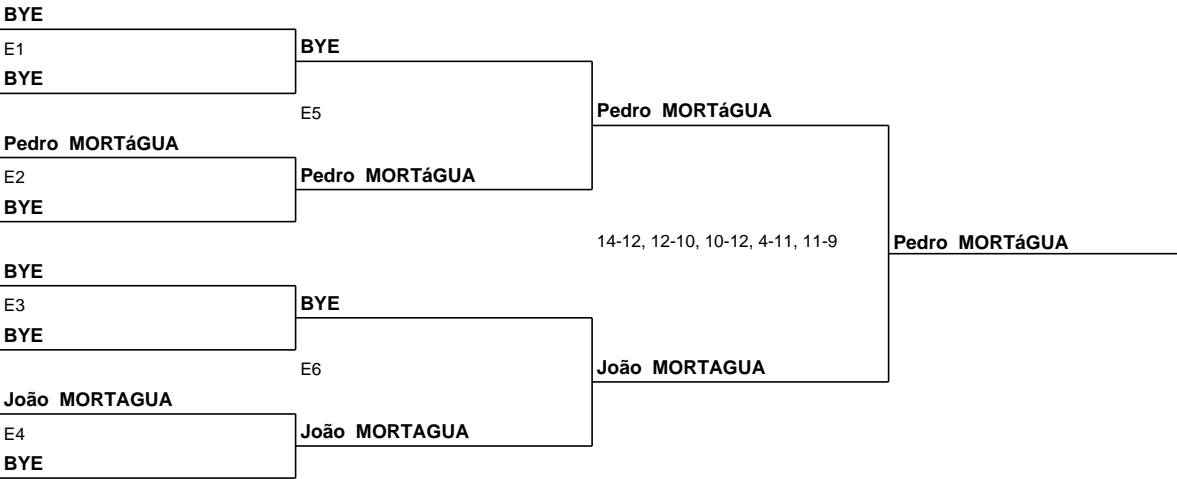 BYE
E1
BYE
BYE
E5
Pedro MORTáGUA
Pedro MORTáGUA
E2
Pedro MORTáGUA
BYE
14-12, 12-10, 10-12, 4-11, 11-9
Pedro MORTáGUA
BYE
E3
BYE
BYE
E6
João MORTAGUA
João MORTAGUA
E4
João MORTAGUA
BYE